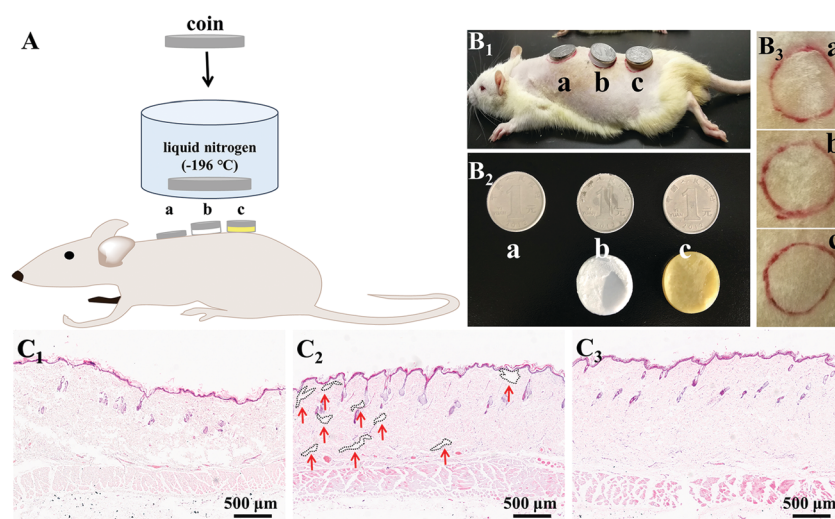 A
coin
liquid nitrogen
(-196 °C)
a
b
c
B1
a
b
c
B2
a
b
c
B3
a
b
c
C1
500 μm
C2
500 μm
C3
500 μm